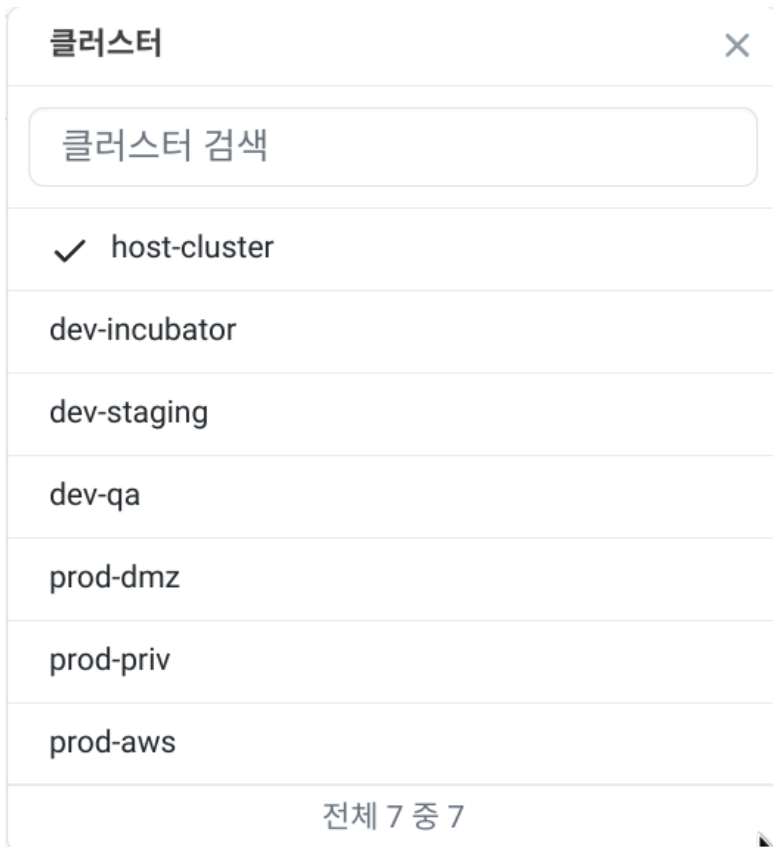 클러스터
클러스터 검색
host-cluster
dev-incubator
dev-staging
dev-qa
prod-dmz
prod-priv
prod-aws
전체 7 중 7